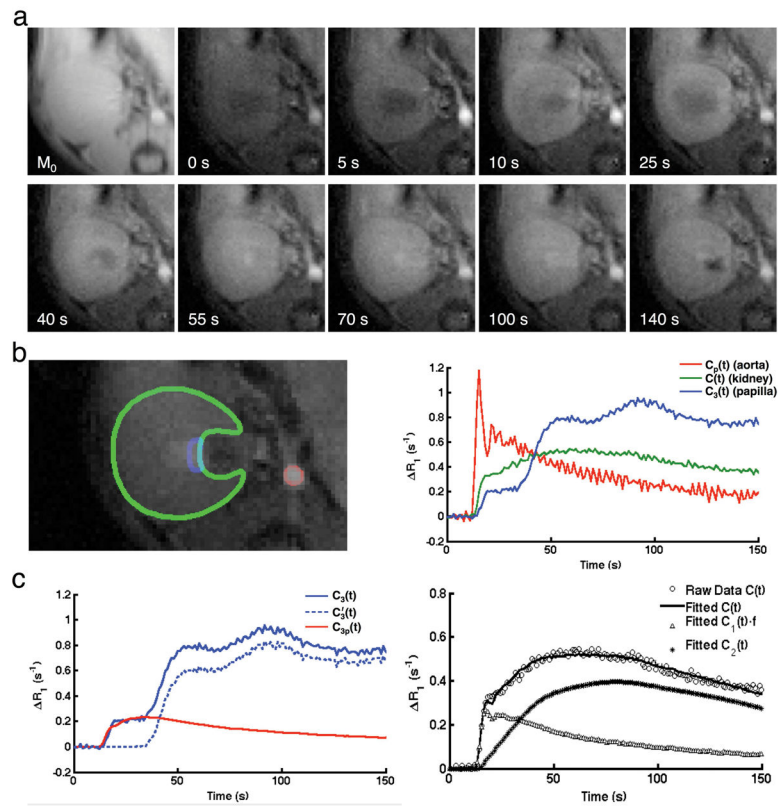 a
M₀
0 s
5 s
10 s
25 s
40 s
55 s
70 s
100 s
140 s
b
1.2
1
0.8
0.6
0.4
0.2
0
-0.2
ΔR₁ (s⁻¹)
Cₚ(t) (aorta)
C(t) (kidney)
C₃(t) (papilla)
0 50 100 150
Time (s)
c
1.2
1
0.8
0.6
0.4
0.2
0
-0.2
ΔR₁ (s⁻¹)
C₃(t)
C'₃(t)
C₃ₚ(t)
0 50 100 150
Time (s)
0.8
0.6
0.4
0.2
0.0
ΔR₁ (s⁻¹)
Raw Data C(t)
Fitted C(t)
Fitted C₁(t)·f
Fitted C₂(t)
0 50 100 150
Time (s)